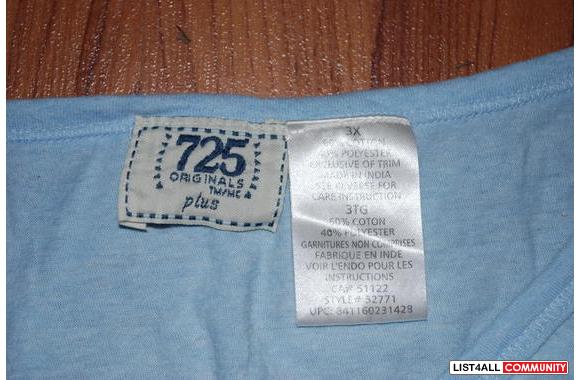 725
ORIGINALS
TM/MC
plus
3X
60% COTTON
40% POLYESTER
EXCLUSIVE OF TRIM
MADE IN INDIA
SEE REVERSE FOR
CARE INSTRUCTION
3TG
60% COTON
40% POLYESTER
GARNITURES NON COMPRISES
FABRIQUE EN INDE
VOIR L'ENDO POUR LES
INSTRUCTIONS
CA# 51122
STYLE# 52771
UPC: 841160231428
LIST4ALL COMMUNITY